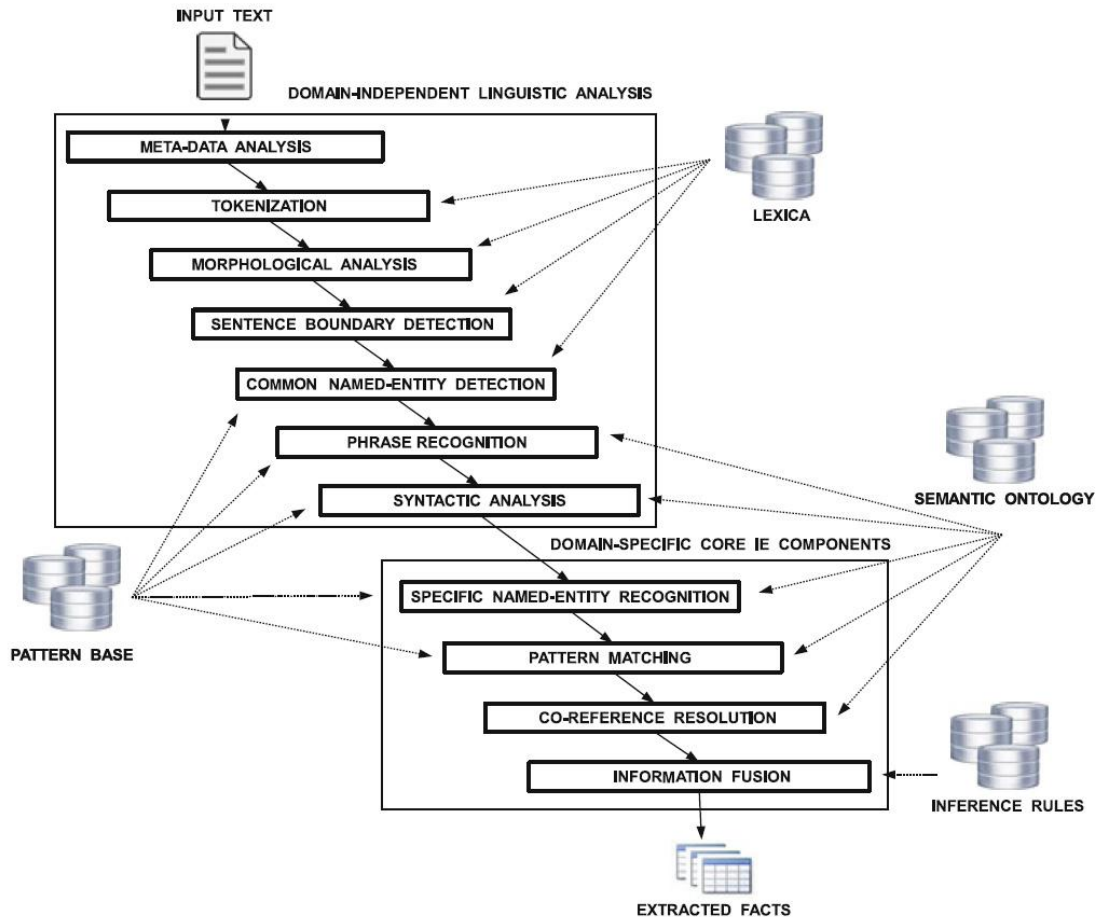 INPUT TEXT
DOMAIN-INDEPENDENT LINGUISTIC ANALYSIS
META-DATA ANALYSIS
TOKENIZATION
LEXICA
MORPHOLOGICAL ANALYSIS
SENTENCE BOUNDARY DETECTION
COMMON NAMED-ENTITY DETECTION
PHRASE RECOGNITION
SYNTACTIC ANALYSIS
SEMANTIC ONTOLOGY
DOMAIN-SPECIFIC CORE IE COMPONENTS
SPECIFIC NAMED-ENTITY RECOGNITION
PATTERN BASE
PATTERN MATCHING
CO-REFERENCE RESOLUTION
INFORMATION FUSION
INFERENCE RULES
EXTRACTED FACTS